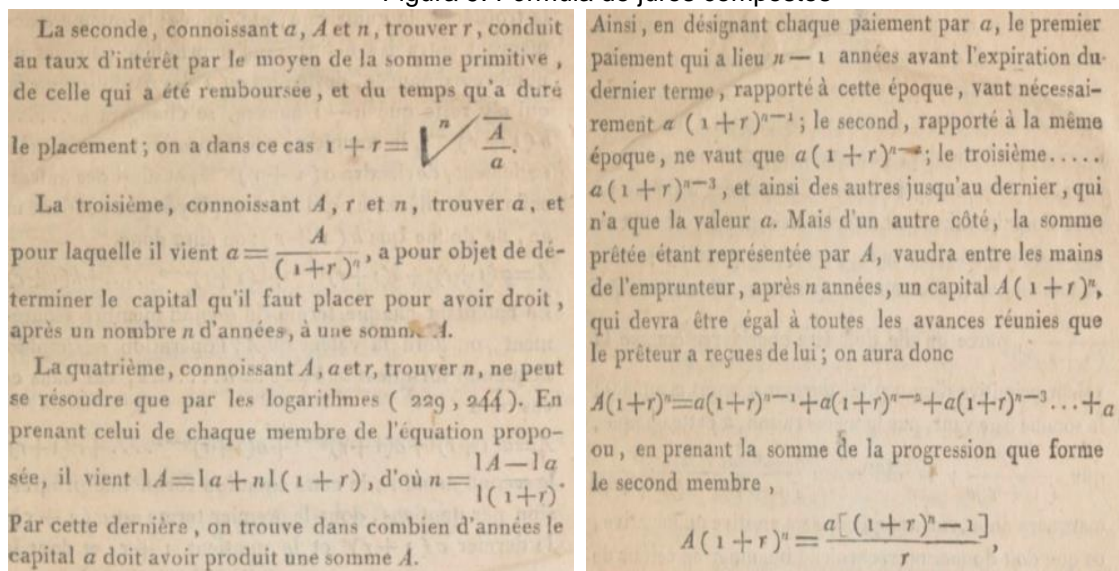 Figura 5: Fórmula de juros compostos
La seconde, connoissant a, A et n, trouver r, conduit
au taux d'intérêt par le moyen de la somme primitive,
de celle qui a été remboursée, et du temps qu'a duré
le placement; on a dans ce cas 1 + r = ⁿ√(A/a).
La troisième, connoissant A, r et n, trouver a, et
pour laquelle il vient a = A/(1+r)ⁿ, a pour objet de dé-
terminer le capital qu'il faut placer pour avoir droit,
après un nombre n d'années, à une somme A.
La quatrième, connoissant A, a et r, trouver n, ne peut
se résoudre que par les logarithmes (229, 244). En
prenant celui de chaque membre de l'équation propo-
sée, il vient lA=la+nl(1+r), d'où n= (lA—la)/(l(1+r)).
Par cette dernière, on trouve dans combien d'années le
capital a doit avoir produit une somme A.
Ainsi, en désignant chaque paiement par a, le premier
paiement qui a lieu n—1 années avant l'expiration du
dernier terme, rapporté à cette époque, vaut nécessai-
rement a (1+r)ⁿ⁻¹; le second, rapporté à la même
époque, ne vaut que a(1+r)ⁿ⁻²; le troisième.....
a(1+r)ⁿ⁻³, et ainsi des autres jusqu'au dernier, qui
n'a que la valeur a. Mais d'un autre côté, la somme
prêtée étant représentée par A, vaudra entre les mains
de l'emprunteur, après n années, un capital A(1+r)ⁿ,
qui devra être égal à toutes les avances réunies que
le prêteur a reçues de lui; on aura donc
A(1+r)ⁿ=a(1+r)ⁿ⁻¹+a(1+r)ⁿ⁻²+a(1+r)ⁿ⁻³...+a
ou, en prenant la somme de la progression que forme
le second membre,
A(1+r)ⁿ = a[(1+r)ⁿ—1]/r,